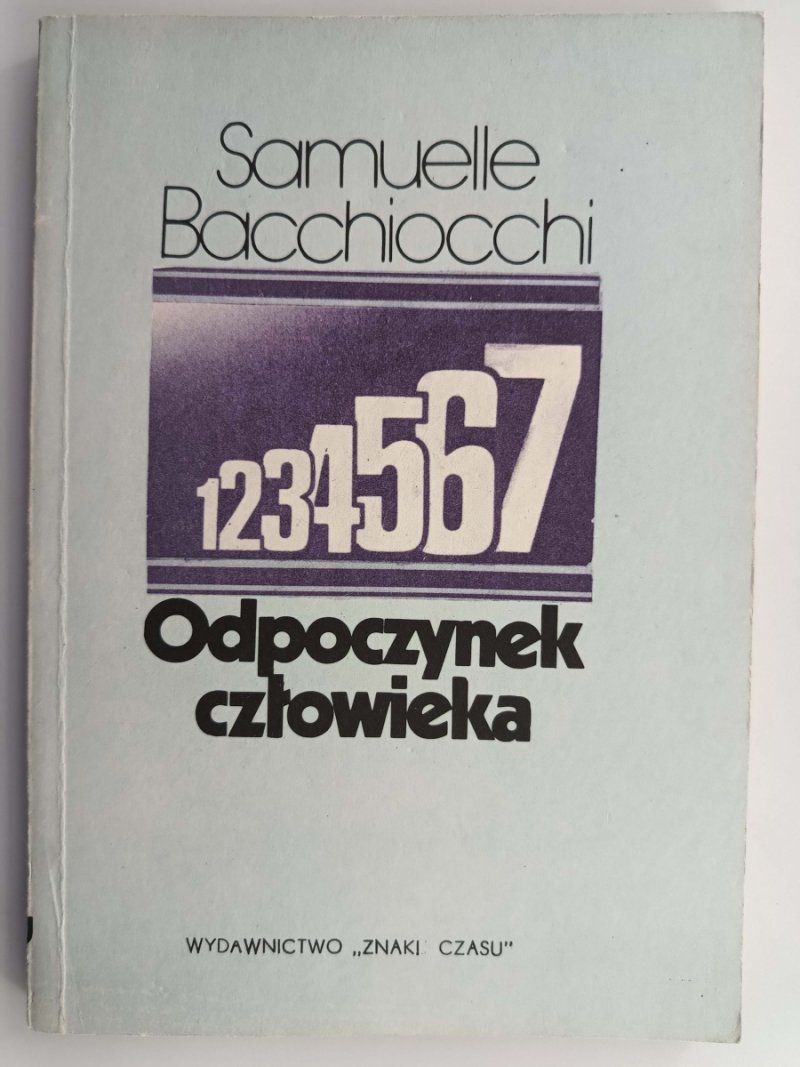 Samuelle
Bacchiocchi
1234567
Odpoczynek
człowieka
WYDAWNICTWO „ZNAKI CZASU”